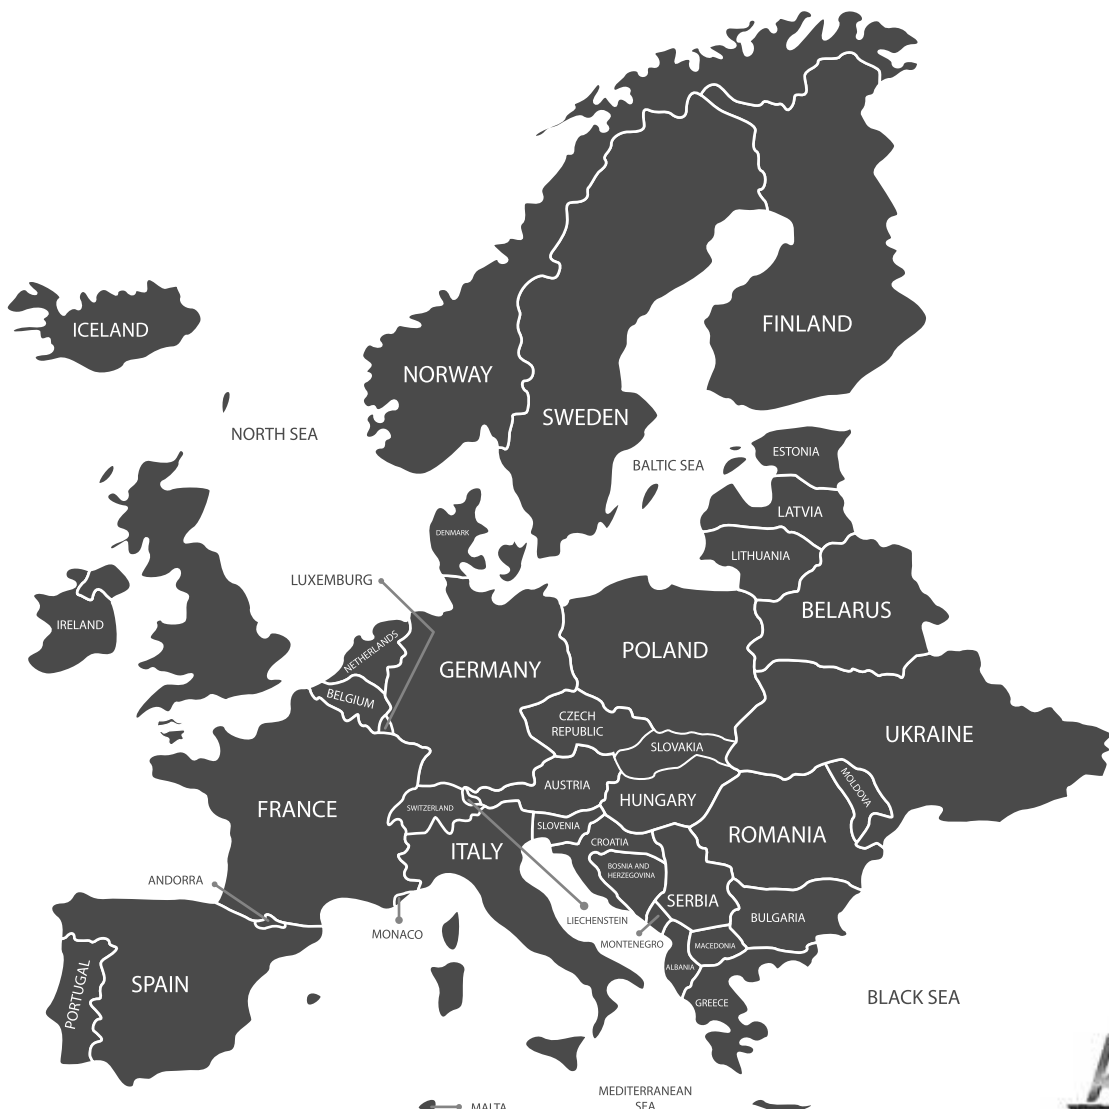 ICELAND
NORWAY
FINLAND
SWEDEN
NORTH SEA
BALTIC SEA
ESTONIA
LATVIA
DENMARK
LITHUANIA
LUXEMBURG
BELARUS
IRELAND
NETHERLANDS
POLAND
GERMANY
BELGIUM
CZECH
REPUBLIC
UKRAINE
SLOVAKIA
AUSTRIA
MOLDOVA
HUNGARY
FRANCE
SWITZERLAND
SLOVENIA
ROMANIA
CROATIA
ITALY
BOSNIA AND
HERZEGOVINA
ANDORRA
SERBIA
LIECHENSTEIN
BULGARIA
MONACO
MONTENEGRO
MACEDONIA
ALBANIA
SPAIN
PORTUGAL
GREECE
BLACK SEA
MEDITERRANEAN
SEA
MALTA